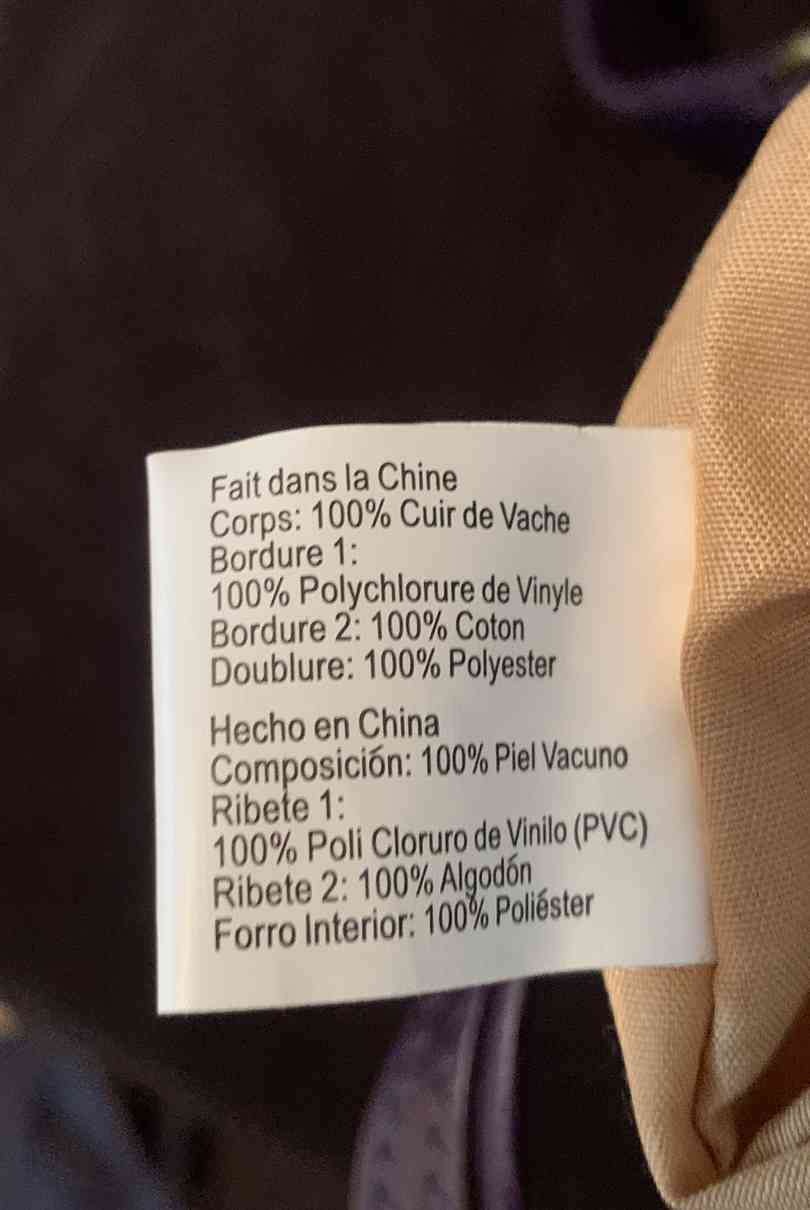 Fait dans la Chine
Corps: 100% Cuir de Vache
Bordure 1:
100% Polychlorure de Vinyle
Bordure 2: 100% Coton
Doublure: 100% Polyester
Hecho en China
Composición: 100% Piel Vacuno
Ribete 1:
100% Poli Cloruro de Vinilo (PVC)
Ribete 2: 100% Algodón
Forro Interior: 100% Poliéster